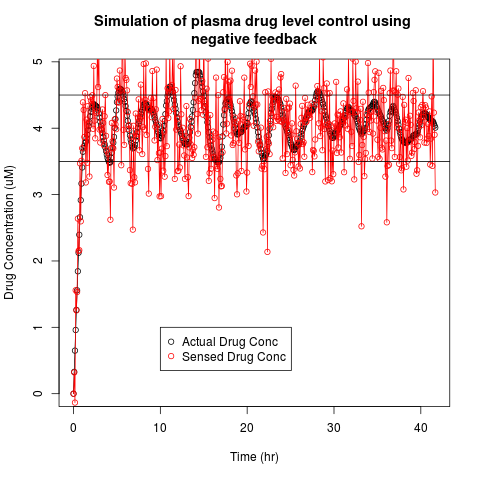 Simulation of plasma drug level control using
negative feedback
Drug Concentration (uM)
5
4
3
2
1
0
Actual Drug Conc
Sensed Drug Conc
0 10 20 30 40
Time (hr)